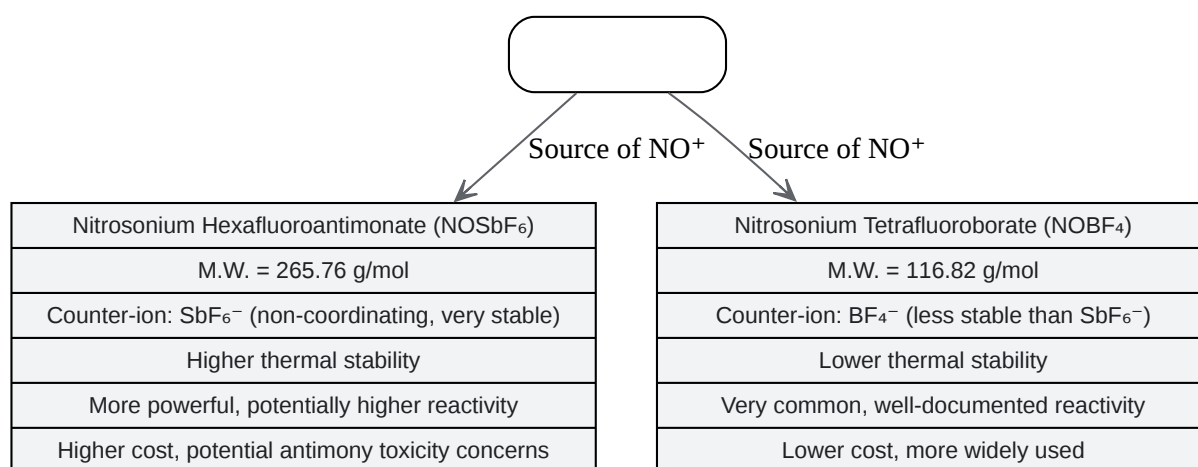 Source of NO⁺ Source of NO⁺
Nitrosonium Hexafluoroantimonate (NOSbF₆)
M.W. = 265.76 g/mol
Counter-ion: SbF₆⁻ (non-coordinating, very stable)
Higher thermal stability
More powerful, potentially higher reactivity
Higher cost, potential antimony toxicity concerns
Nitrosonium Tetrafluoroborate (NOBF₄)
M.W. = 116.82 g/mol
Counter-ion: BF₄⁻ (less stable than SbF₆⁻)
Lower thermal stability
Very common, well-documented reactivity
Lower cost, more widely used